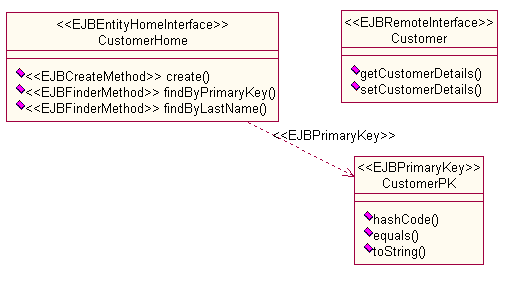 <<EJBEntityHomeInterface>>
CustomerHome
<<EJBCreateMethod>> create()
<<EJBFinderMethod>> findByPrimaryKey()
<<EJBFinderMethod>> findByLastName()
<<EJBRemoteInterface>>
Customer
getCustomerDetails()
setCustomerDetails()
<<EJBPrimaryKey>>
<<EJBPrimaryKey>>
CustomerPK
hashCode()
equals()
toString()